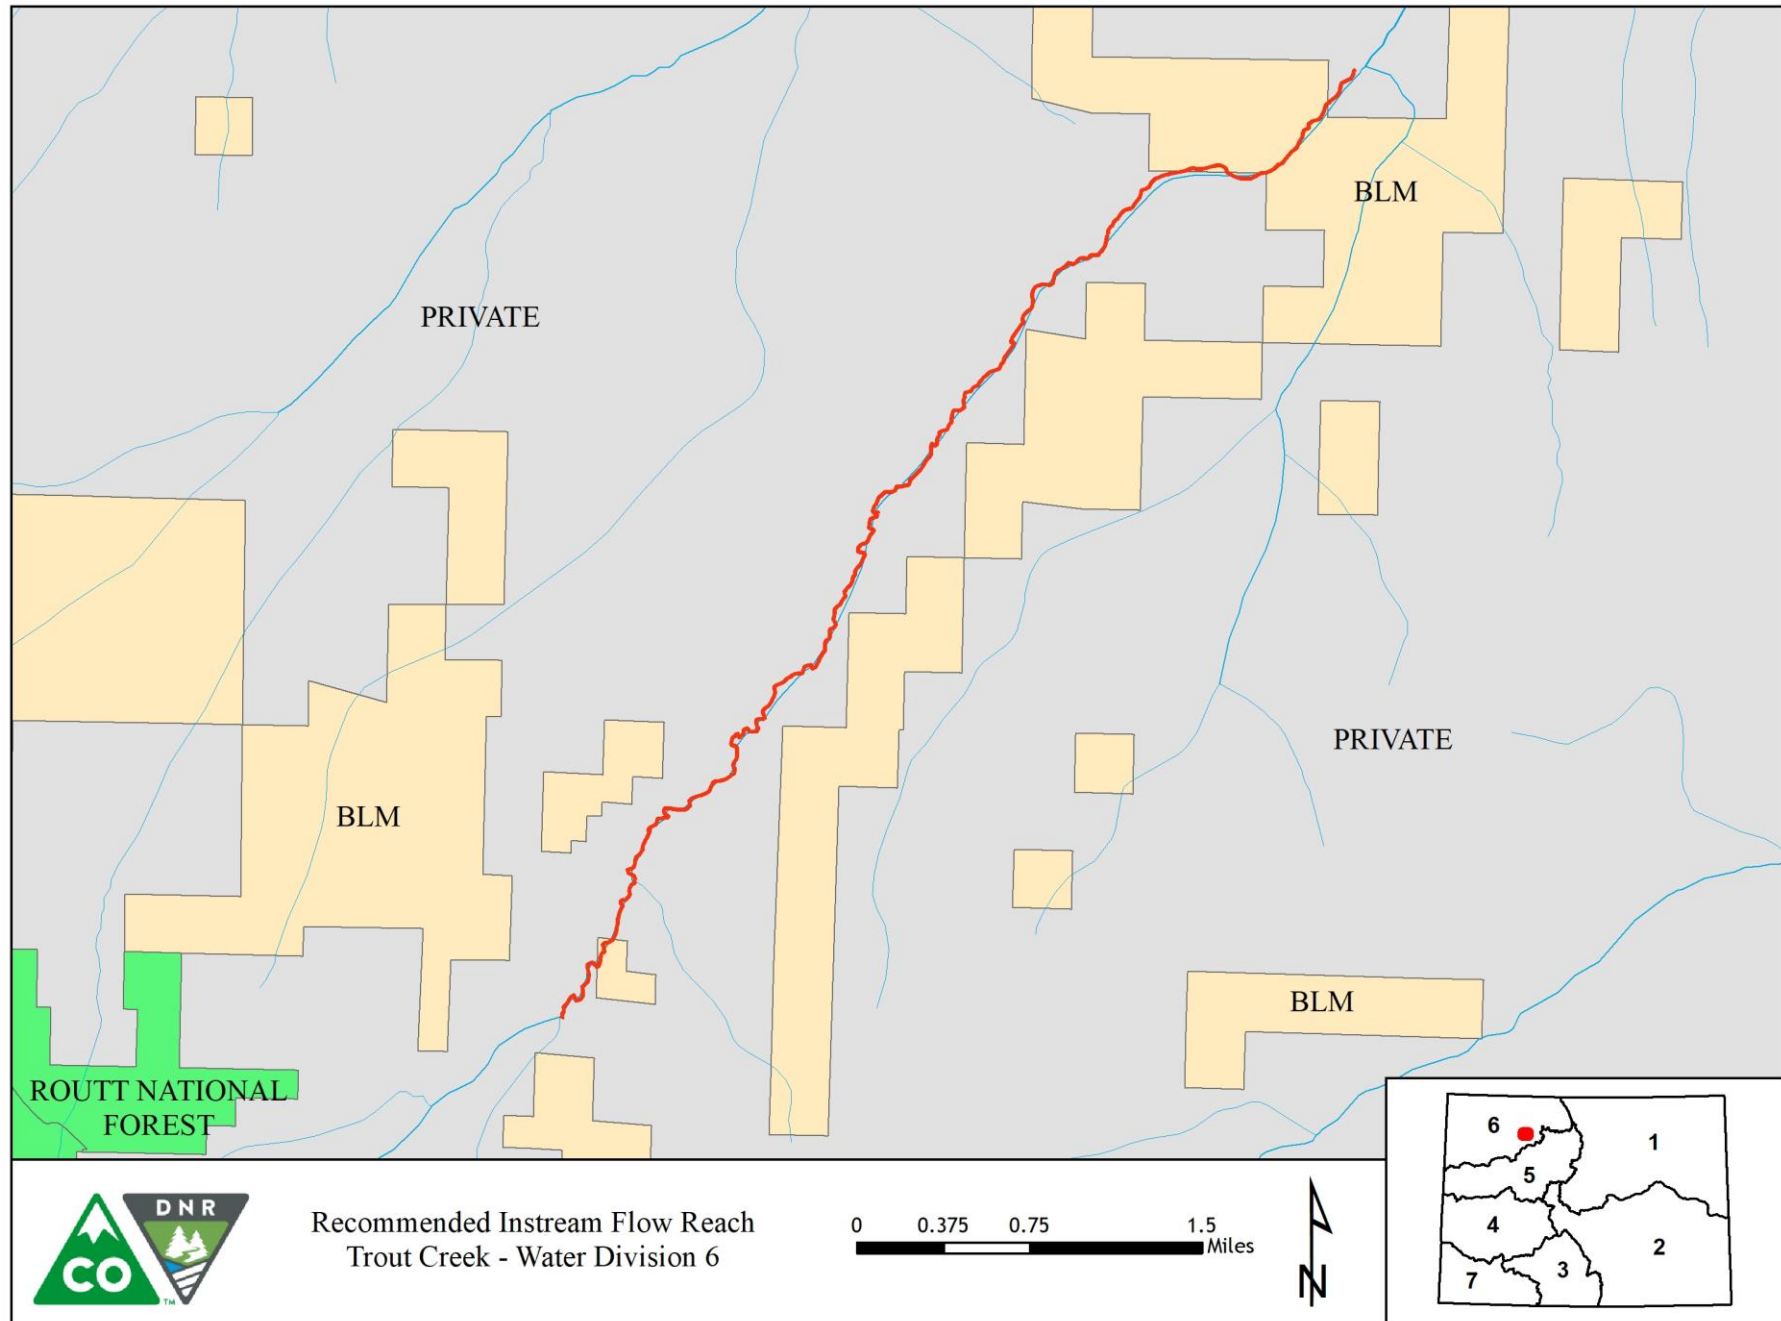 BLM
PRIVATE
PRIVATE
BLM
BLM
ROUTT NATIONAL
FOREST
DNR
CO
TM
Recommended Instream Flow Reach
Trout Creek - Water Division 6
0 0.375 0.75 1.5
Miles
N
6
1
5
4
2
3
7